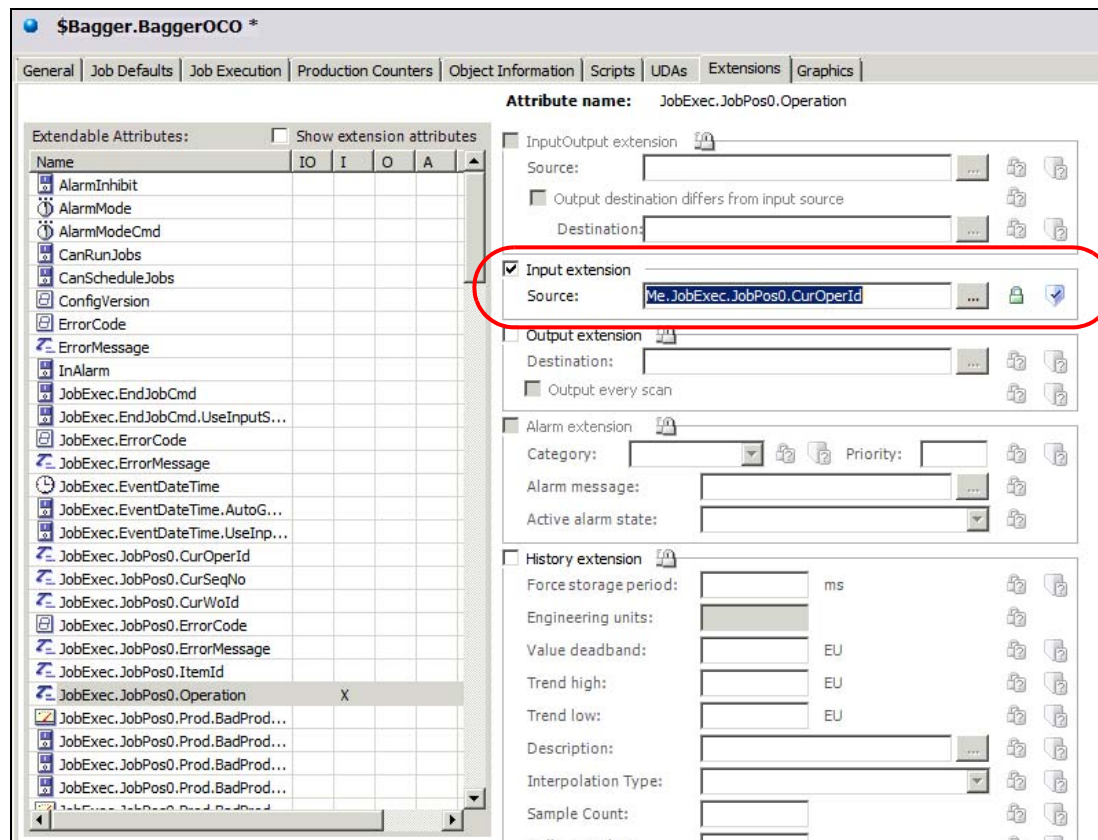 $Bagger.BaggerOCO *
General Job Defaults Job Execution Production Counters Object Information Scripts UDAs Extensions Graphics
Attribute name: JobExec.JobPos0.Operation
Extendable Attributes: Show extension attributes
Name IO I O A
AlarmInhibit
AlarmMode
AlarmModeCmd
CanRunJobs
CanScheduleJobs
ConfigVersion
ErrorCode
ErrorMessage
InAlarm
JobExec.EndJobCmd
JobExec.EndJobCmd.UseInputS...
JobExec.ErrorCode
JobExec.ErrorMessage
JobExec.EventDateTime
JobExec.EventDateTime.AutoG...
JobExec.EventDateTime.UseInp...
JobExec.JobPos0.CurOperId
JobExec.JobPos0.CurSeqNo
JobExec.JobPos0.CurWoId
JobExec.JobPos0.ErrorCode
JobExec.JobPos0.ErrorMessage
JobExec.JobPos0.ItemId
JobExec.JobPos0.Operation X
JobExec.JobPos0.Prod.BadProd...
JobExec.JobPos0.Prod.BadProd...
JobExec.JobPos0.Prod.BadProd...
JobExec.JobPos0.Prod.BadProd...
InputOutput extension
Source: ...
Output destination differs from input source
Destination: ...
Input extension
Source: Me.JobExec.JobPos0.CurOperId ...
Output extension
Destination: ...
Output every scan
Alarm extension
Category: Priority:
Alarm message: ...
Active alarm state:
History extension
Force storage period: ms
Engineering units:
Value deadband: EU
Trend high: EU
Trend low: EU
Description: ...
Interpolation Type:
Sample Count: